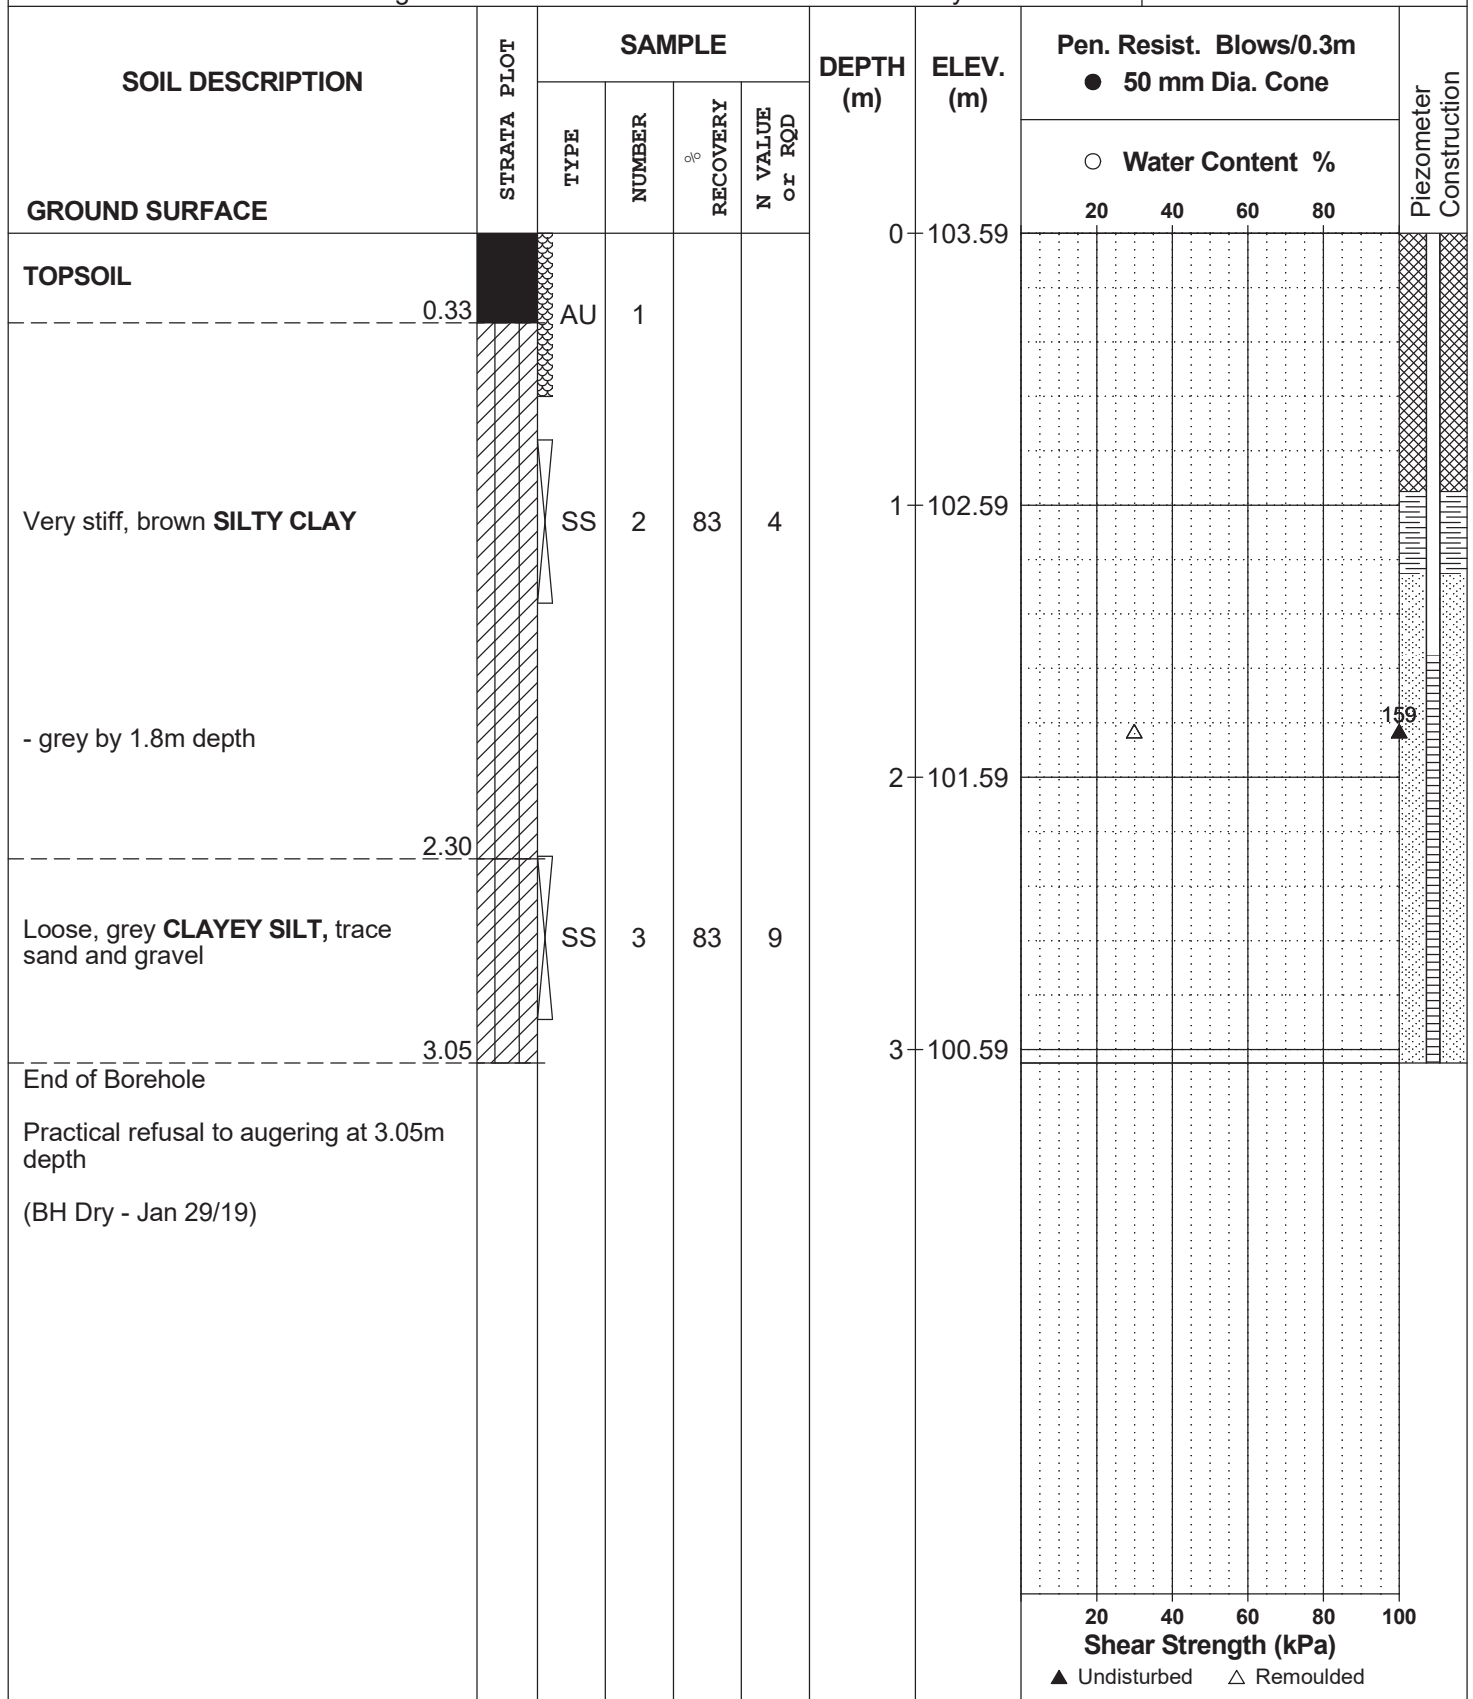 SOIL DESCRIPTION
GROUND SURFACE
STRATA PLOT
SAMPLE
TYPE
NUMBER
%
RECOVERY
N VALUE
or RQD
DEPTH
(m)
ELEV.
(m)
Pen. Resist. Blows/0.3m
● 50 mm Dia. Cone
○ Water Content %
20 40 60 80
Piezometer
Construction
0 103.59
TOPSOIL
0.33
AU 1
1 102.59
Very stiff, brown SILTY CLAY
SS 2 83 4
159
- grey by 1.8m depth
2 101.59
2.30
Loose, grey CLAYEY SILT, trace
sand and gravel
SS 3 83 9
3.05
3 100.59
End of Borehole
Practical refusal to augering at 3.05m
depth
(BH Dry - Jan 29/19)
20 40 60 80 100
Shear Strength (kPa)
▲ Undisturbed △ Remoulded